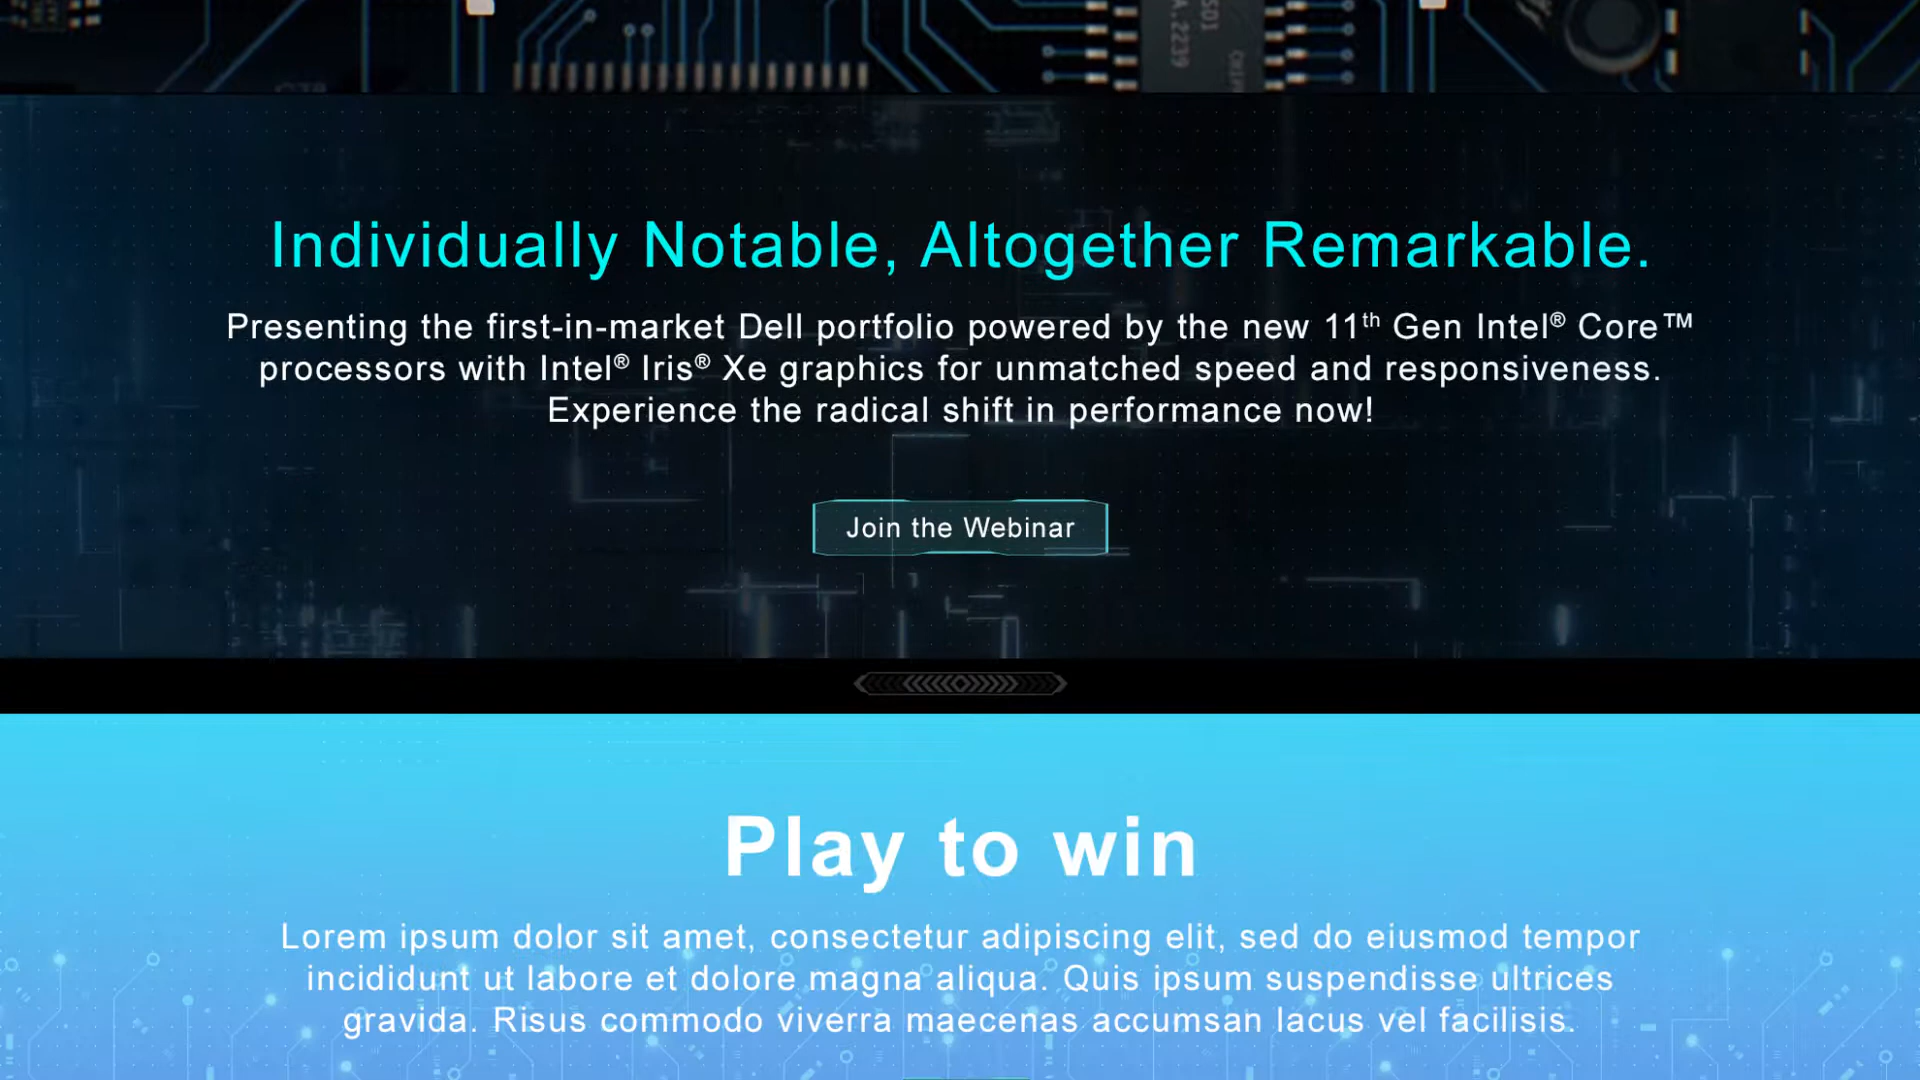 Individually Notable, Altogether Remarkable.
Presenting the first-in-market Dell portfolio powered by the new 11th Gen Intel® Core™
processors with Intel® Iris® Xe graphics for unmatched speed and responsiveness.
Experience the radical shift in performance now!
Join the Webinar
Play to win
Lorem ipsum dolor sit amet, consectetur adipiscing elit, sed do eiusmod tempor
incididunt ut labore et dolore magna aliqua. Quis ipsum suspendisse ultrices
gravida. Risus commodo viverra maecenas accumsan lacus vel facilisis.